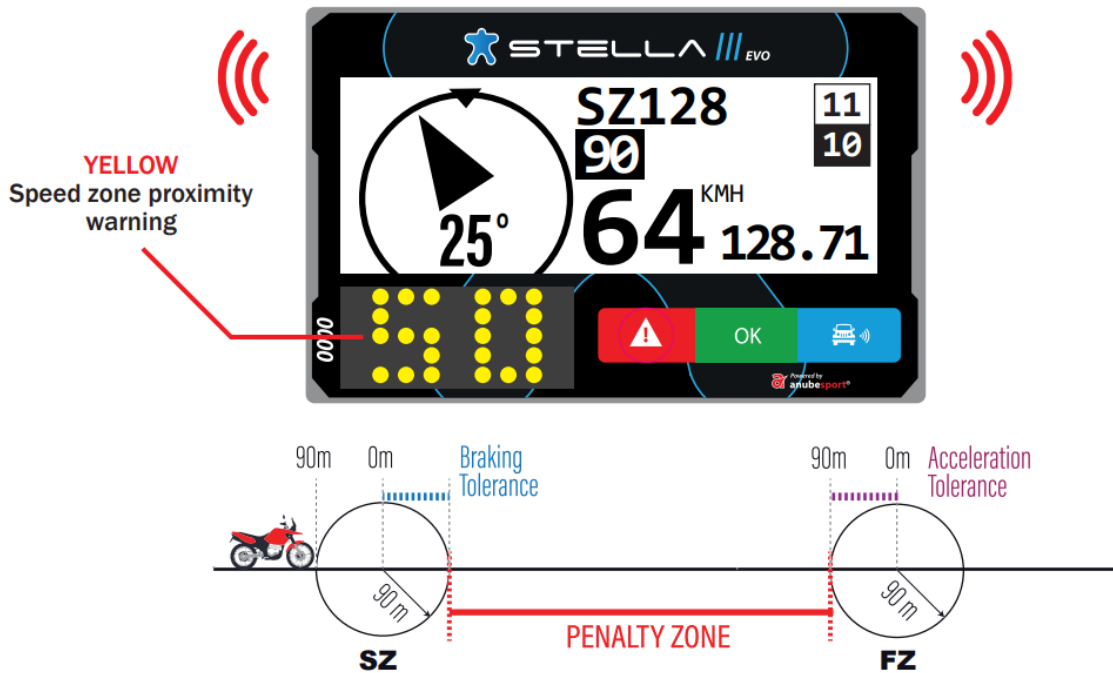 STELLA III EVO
SZ128
11
90
10
64 KMH
128.71
25°
YELLOW
Speed zone proximity
warning
0000
50
!
OK
Powered by
anubesport®
90m 0m Braking
Tolerance
90m 0m Acceleration
Tolerance
90 m
90 m
PENALTY ZONE
SZ
FZ